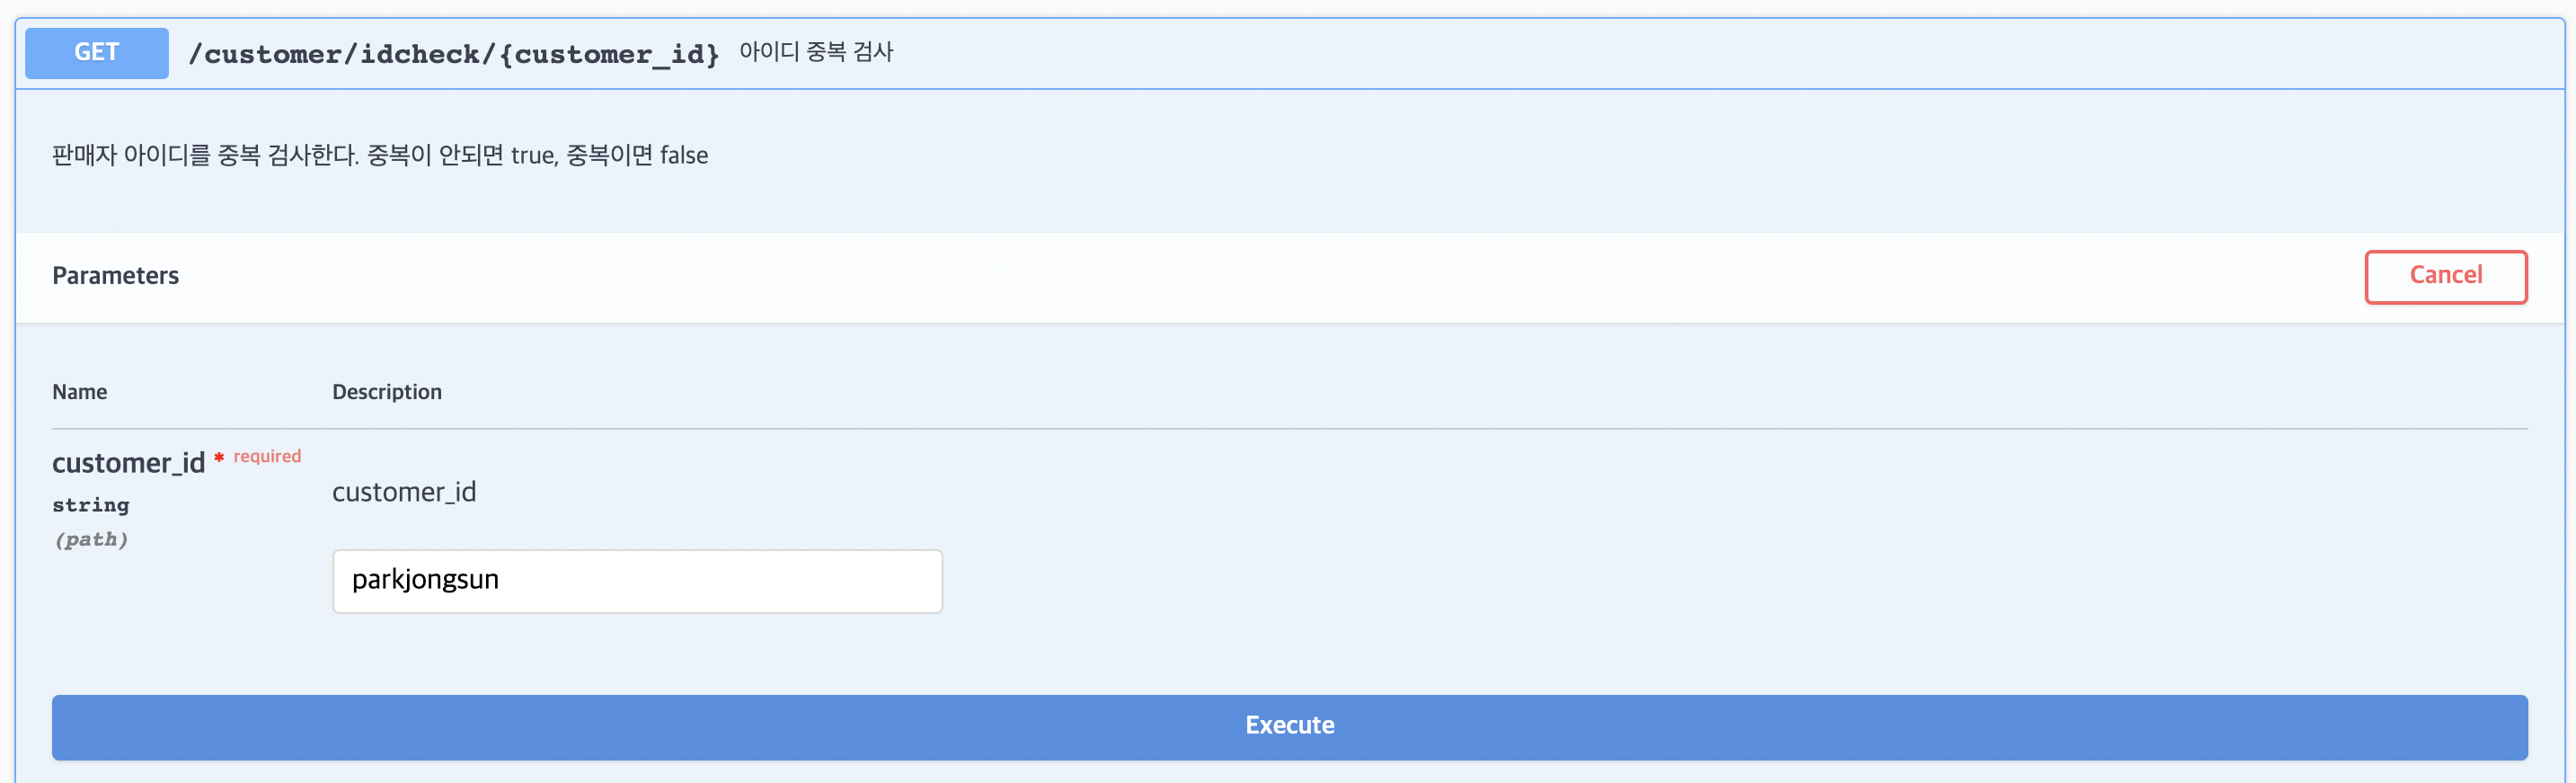 GET /customer/idcheck/{customer_id} 아이디 중복 검사
판매자 아이디를 중복 검사한다. 중복이 안되면 true, 중복이면 false
Parameters Cancel
Name Description
customer_id * required
string
(path)
customer_id
parkjongsun
Execute